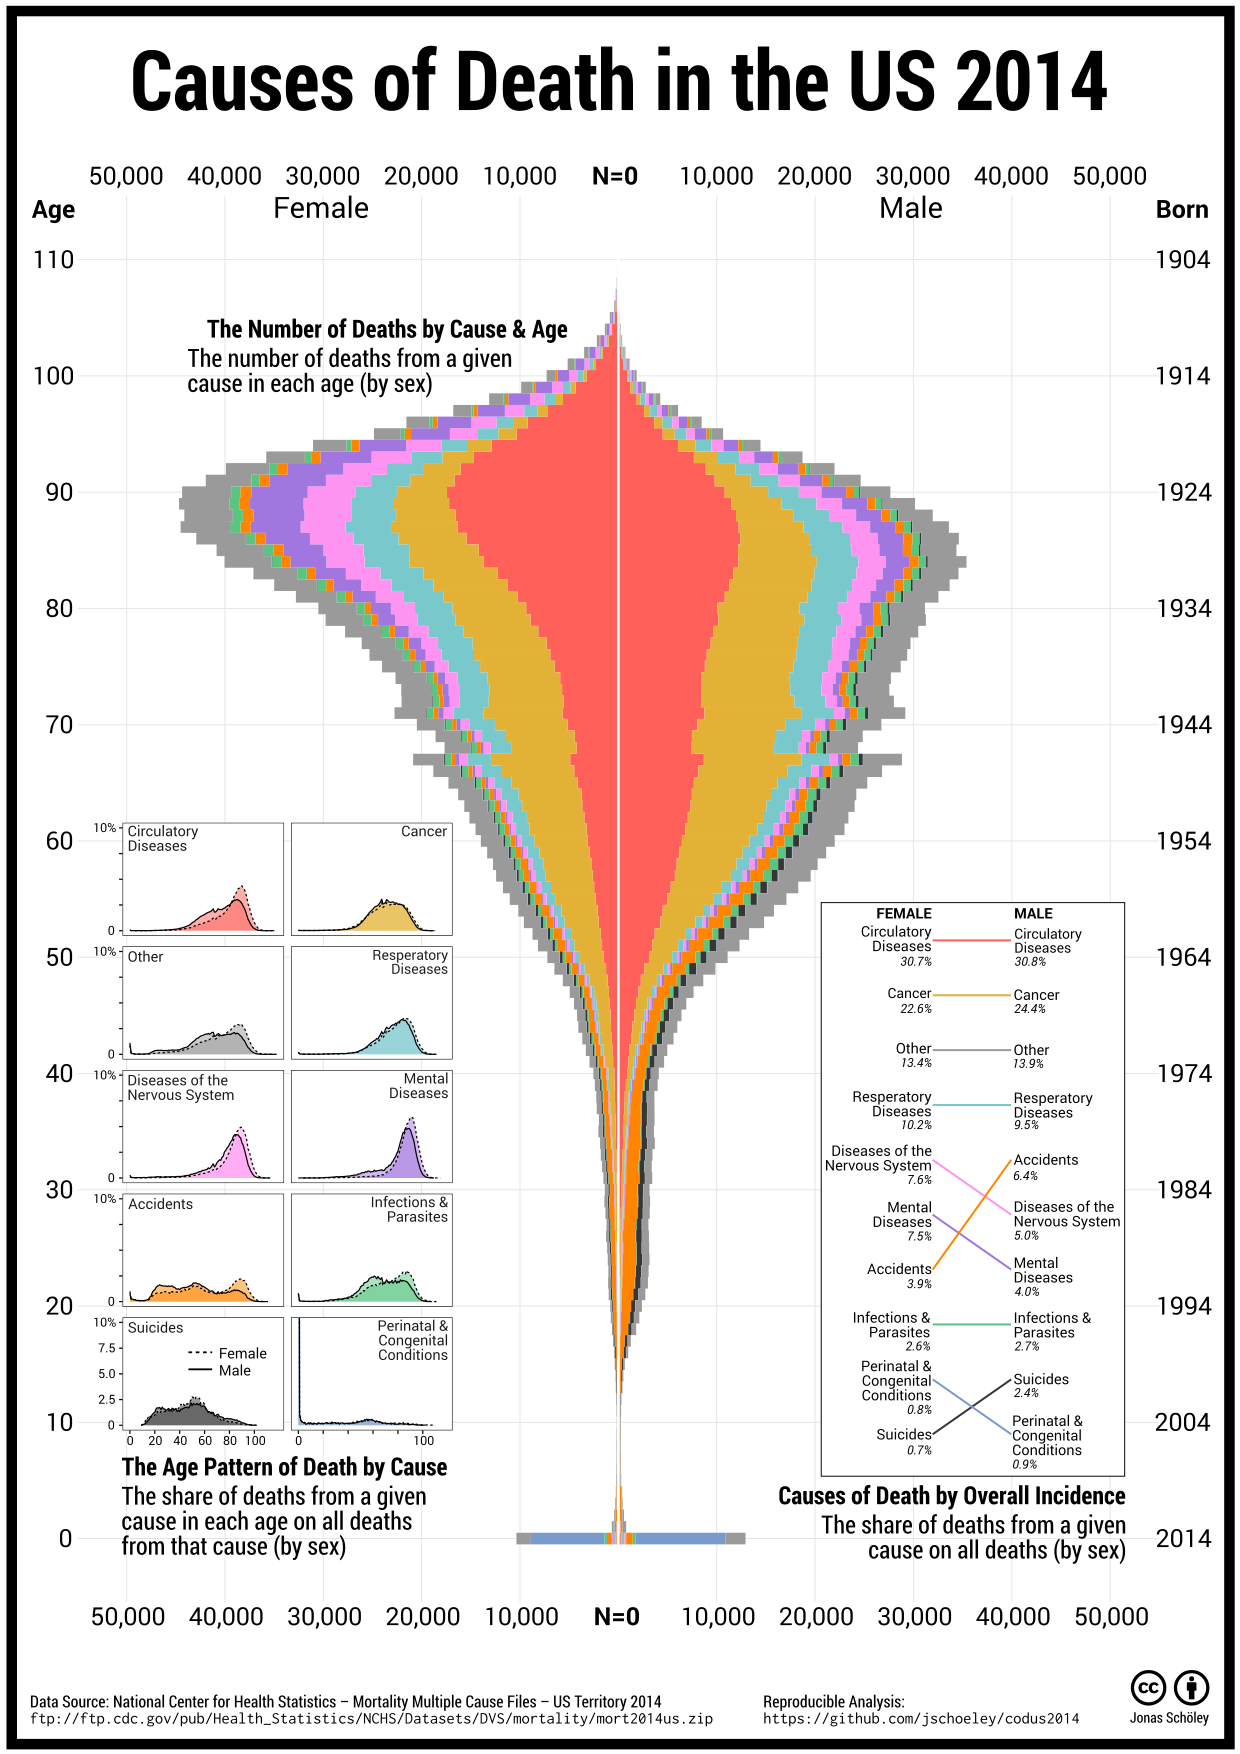 Causes of Death in the US 2014
50,000 40,000 30,000 20,000 10,000 N=0 10,000 20,000 30,000 40,000 50,000
Age Female Male Born
110 1904
The Number of Deaths by Cause & Age
The number of deaths from a given
cause in each age (by sex)
100 1914
90 1924
80 1934
70 1944
60 1954
50 1964
40 1974
30 1984
20 1994
10 2004
0 2014
10%
Circulatory
Diseases
0
Cancer
10%
Other
0
Resperatory
Diseases
10%
Diseases of the
Nervous System
0
Mental
Diseases
10%
Accidents
0
Infections &
Parasites
10%
7.5
5.0
2.5
0
Suicides
Female
Male
0 20 40 60 80 100
Perinatal &
Congenital
Conditions
0 100
The Age Pattern of Death by Cause
The share of deaths from a given
cause in each age on all deaths
from that cause (by sex)
FEMALE MALE
Circulatory
Diseases
30.7%
Circulatory
Diseases
30.8%
Cancer
22.6%
Cancer
24.4%
Other
13.4%
Other
13.9%
Resperatory
Diseases
10.2%
Resperatory
Diseases
9.5%
Diseases of the
Nervous System
7.6%
Accidents
6.4%
Mental
Diseases
7.5%
Diseases of the
Nervous System
5.0%
Accidents
3.9%
Mental
Diseases
4.0%
Infections &
Parasites
2.6%
Infections &
Parasites
2.7%
Perinatal &
Congenital
Conditions
0.8%
Suicides
2.4%
Suicides
0.7%
Perinatal &
Congenital
Conditions
0.9%
Causes of Death by Overall Incidence
The share of deaths from a given
cause on all deaths (by sex)
50,000 40,000 30,000 20,000 10,000 N=0 10,000 20,000 30,000 40,000 50,000
Data Source: National Center for Health Statistics – Mortality Multiple Cause Files – US Territory 2014
ftp://ftp.cdc.gov/pub/Health_Statistics/NCHS/Datasets/DVS/mortality/mort2014us.zip
Reproducible Analysis:
https://github.com/jschoeley/codus2014
cc
Jonas Schöley